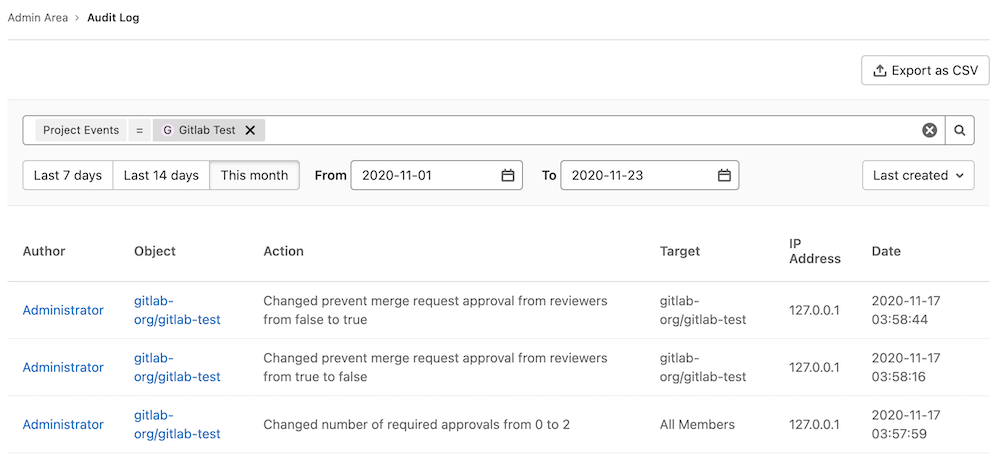 Admin Area > Audit Log
Export as CSV
Project Events = G Gitlab Test
Last 7 days Last 14 days This month From 2020-11-01 To 2020-11-23 Last created
Author Object Action Target IP Address Date
Administrator gitlab-org/gitlab-test Changed prevent merge request approval from reviewers from false to true gitlab-org/gitlab-test 127.0.0.1 2020-11-17 03:58:44
Administrator gitlab-org/gitlab-test Changed prevent merge request approval from reviewers from true to false gitlab-org/gitlab-test 127.0.0.1 2020-11-17 03:58:16
Administrator gitlab-org/gitlab-test Changed number of required approvals from 0 to 2 All Members 127.0.0.1 2020-11-17 03:57:59